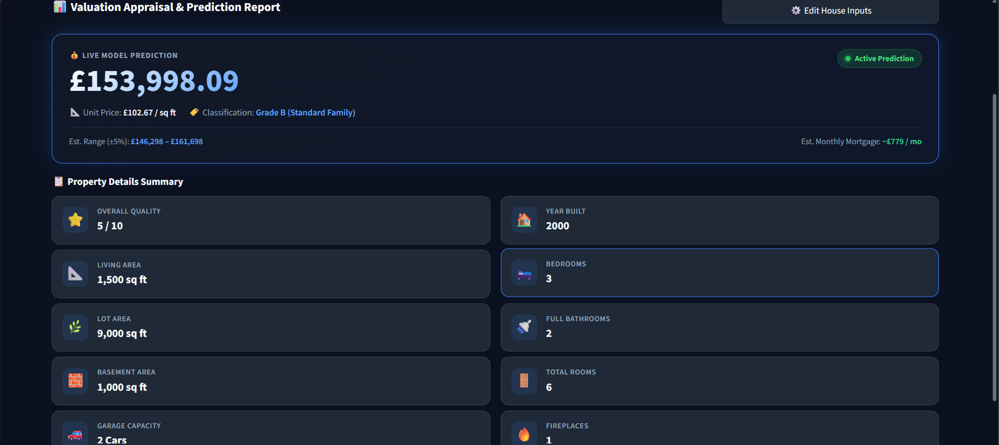 Valuation Appraisal & Prediction Report
Edit House Inputs
LIVE MODEL PREDICTION
Active Prediction
£153,998.09
Unit Price: £102.67 / sq ft Classification: Grade B (Standard Family)
Est. Range (±5%): £146,298 – £161,698
Est. Monthly Mortgage: ~£779 / mo
Property Details Summary
OVERALL QUALITY
5 / 10
YEAR BUILT
2000
LIVING AREA
1,500 sq ft
BEDROOMS
3
LOT AREA
9,000 sq ft
FULL BATHROOMS
2
BASEMENT AREA
1,000 sq ft
TOTAL ROOMS
6
GARAGE CAPACITY
2 Cars
FIREPLACES
1